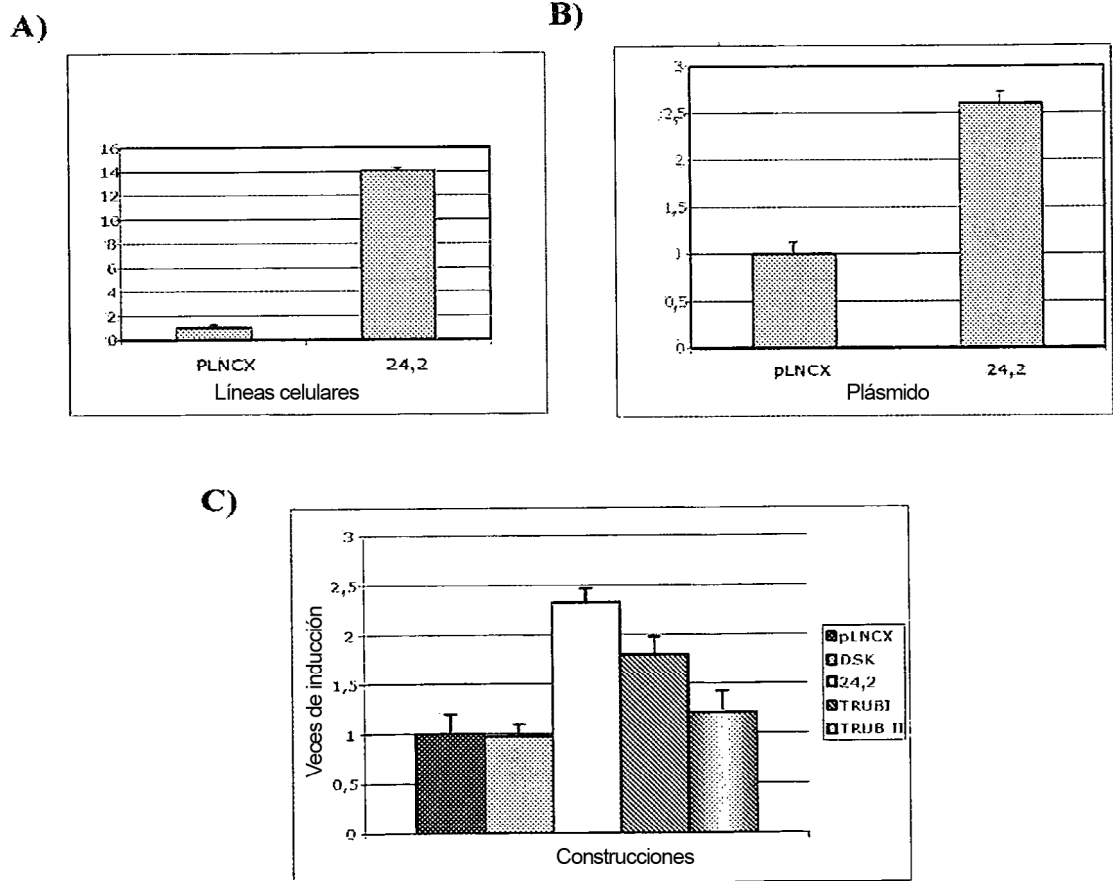 A)
16
14
12
10
8
6
4
2
0
PLNCX 24,2
Líneas celulares
B)
3
2,5
2
1,5
1
0,5
0
pLNCX 24,2
Plásmido
C)
Veces de inducción
3
2,5
2
1,5
1
0,5
0
Construcciones
pLNCX
DSK
24,2
TRUBI
TRUB II